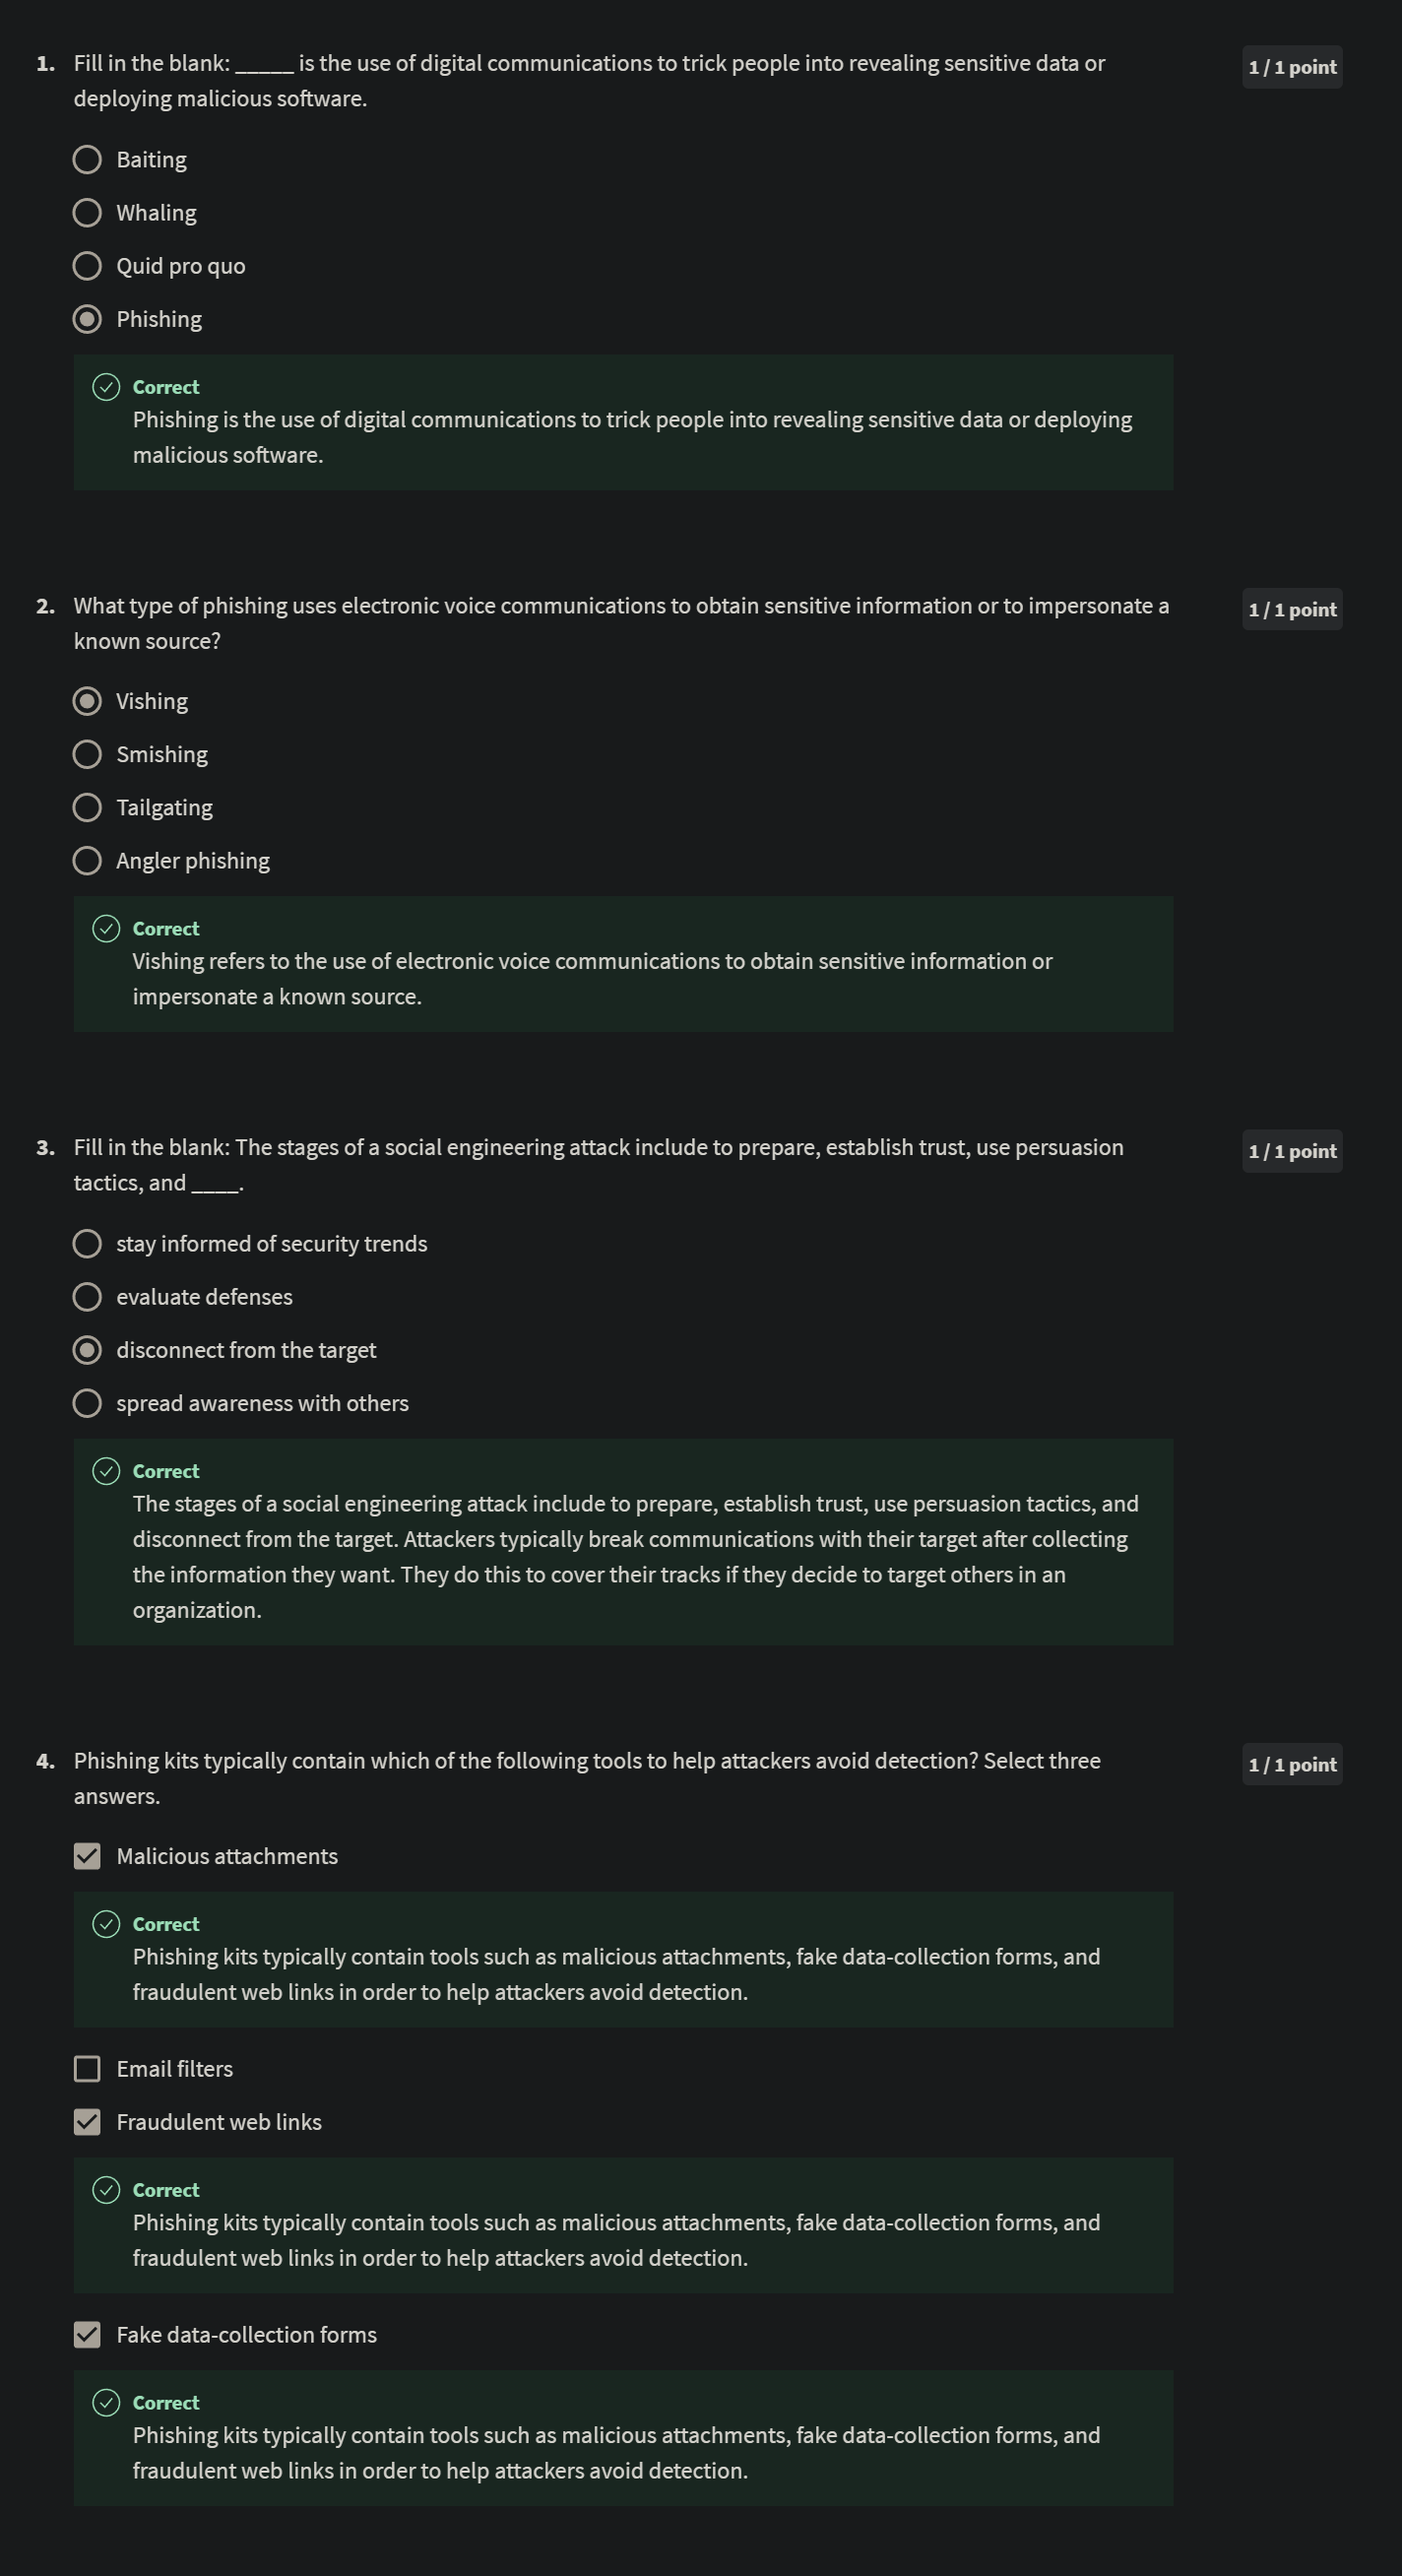 1. Fill in the blank: _____ is the use of digital communications to trick people into revealing sensitive data or
1 / 1 point
deploying malicious software.
Baiting
Whaling
Quid pro quo
Phishing
Correct
Phishing is the use of digital communications to trick people into revealing sensitive data or deploying
malicious software.
2. What type of phishing uses electronic voice communications to obtain sensitive information or to impersonate a
1 / 1 point
known source?
Vishing
Smishing
Tailgating
Angler phishing
Correct
Vishing refers to the use of electronic voice communications to obtain sensitive information or
impersonate a known source.
3. Fill in the blank: The stages of a social engineering attack include to prepare, establish trust, use persuasion
1 / 1 point
tactics, and ____.
stay informed of security trends
evaluate defenses
disconnect from the target
spread awareness with others
Correct
The stages of a social engineering attack include to prepare, establish trust, use persuasion tactics, and
disconnect from the target. Attackers typically break communications with their target after collecting
the information they want. They do this to cover their tracks if they decide to target others in an
organization.
4. Phishing kits typically contain which of the following tools to help attackers avoid detection? Select three
1 / 1 point
answers.
Malicious attachments
Correct
Phishing kits typically contain tools such as malicious attachments, fake data-collection forms, and
fraudulent web links in order to help attackers avoid detection.
Email filters
Fraudulent web links
Correct
Phishing kits typically contain tools such as malicious attachments, fake data-collection forms, and
fraudulent web links in order to help attackers avoid detection.
Fake data-collection forms
Correct
Phishing kits typically contain tools such as malicious attachments, fake data-collection forms, and
fraudulent web links in order to help attackers avoid detection.